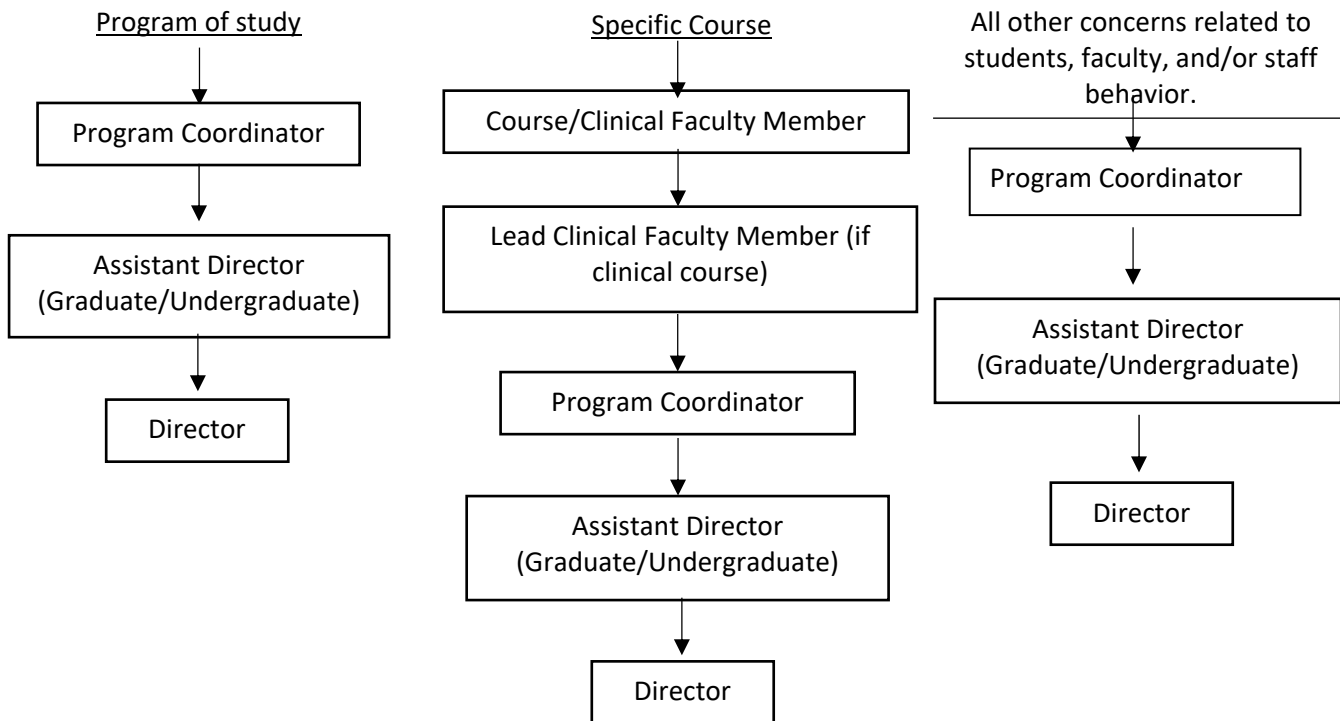 Program of study
Program Coordinator
Assistant Director
(Graduate/Undergraduate)
Director
Specific Course
Course/Clinical Faculty Member
Lead Clinical Faculty Member (if
clinical course)
Program Coordinator
Assistant Director
(Graduate/Undergraduate)
Director
All other concerns related to
students, faculty, and/or staff
behavior.
Program Coordinator
Assistant Director
(Graduate/Undergraduate)
Director